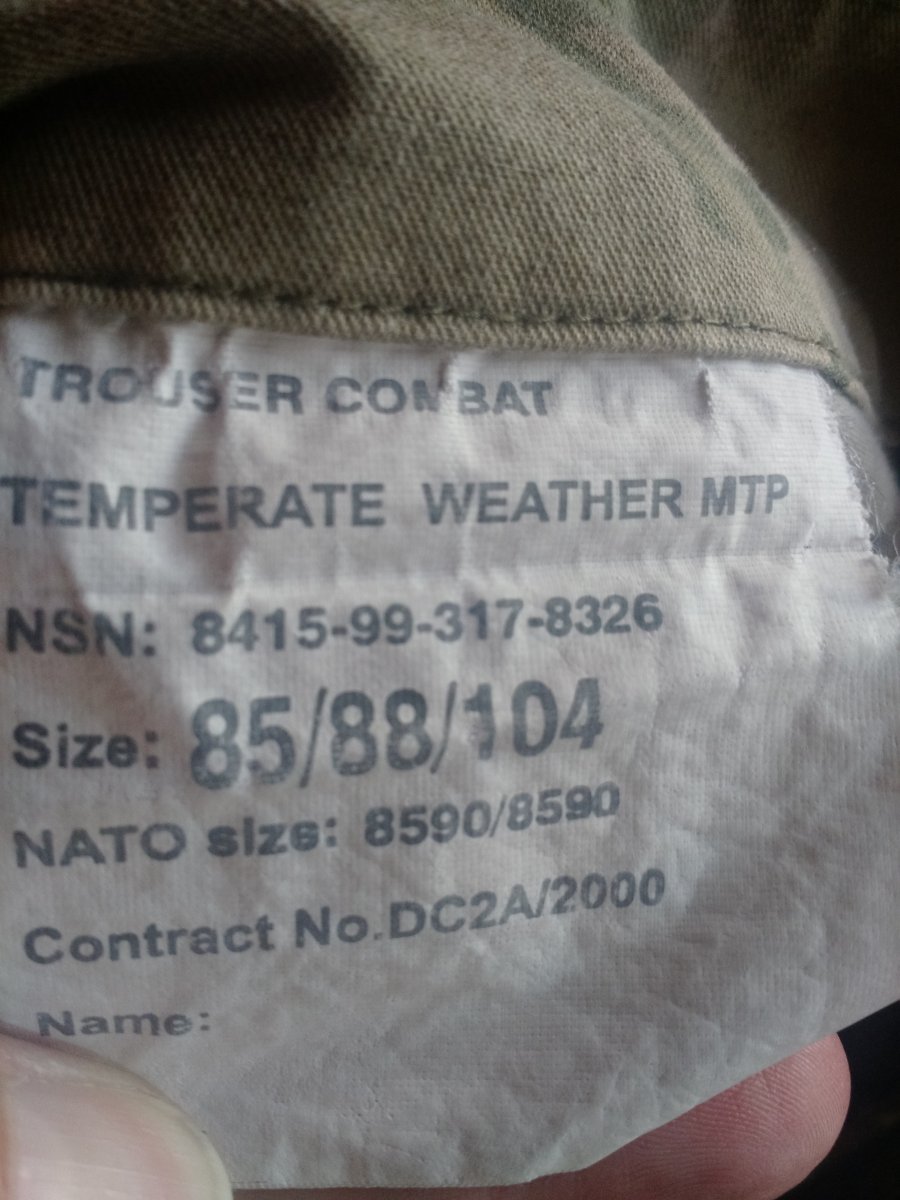 TROUSER COMBAT
TEMPERATE WEATHER MTP
NSN: 8415-99-317-8326
Size: 85/88/104
NATO size: 8590/8590
Contract No.DC2A/2000
Name: